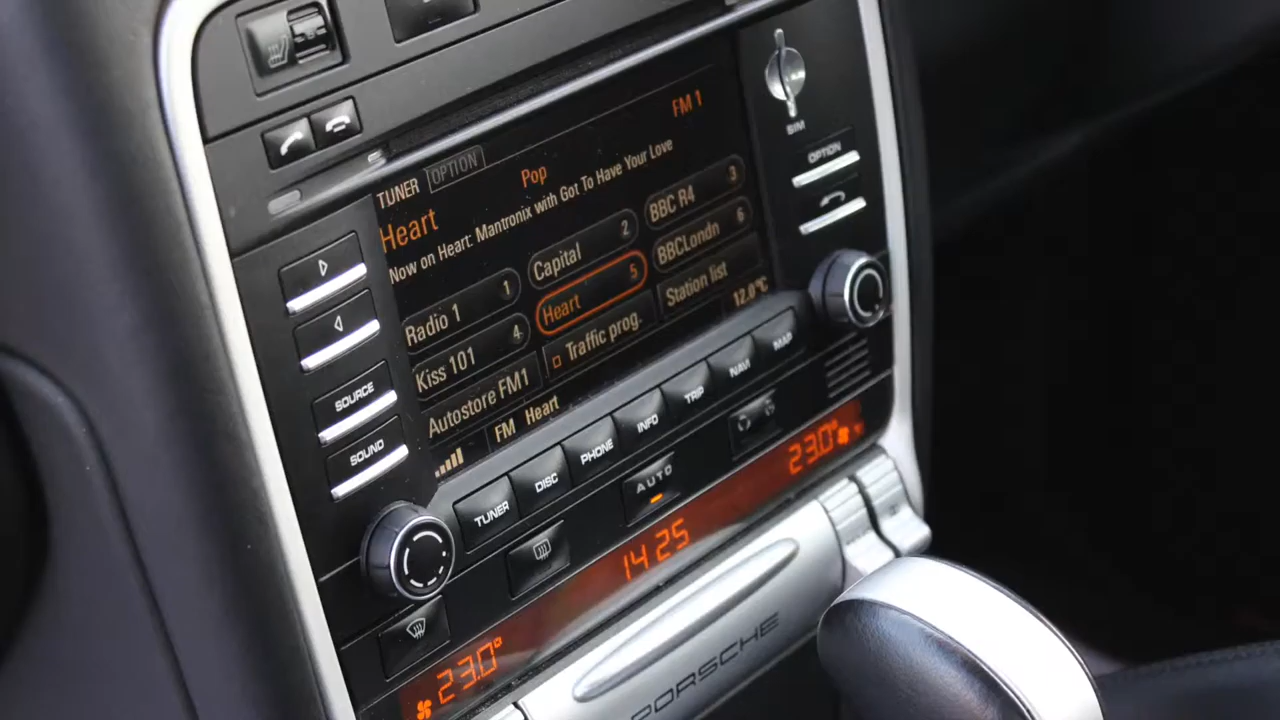 FM 1
TUNER OPTION
Pop
Heart
Now on Heart: Mantronix with Got To Have Your Love
Radio 1 1
Capital 2
BBC R4 3
Kiss 101 4
Heart 5
BBCLondn 6
Autostore FM1
Traffic prog.
Station list
FM Heart
12.0°C
SIM
OPTION
SOURCE
SOUND
TUNER
DISC
PHONE
INFO
TRIP
NAVI
MAP
AUTO
23.0°
14 25
23.0°
PORSCHE